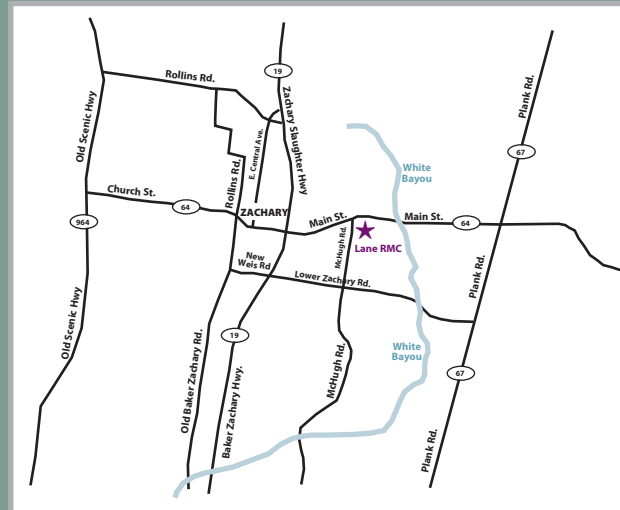 Rollins Rd.
19
Plank Rd.
Old Scenic Hwy
Zachary Slaughter Hwy
E. Central Ave.
67
Rollins Rd.
White
Bayou
Church St.
64
ZACHARY
964
Main St.
Main St.
64
McHugh Rd.
Lane RMC
New
Weis Rd
Lower Zachary Rd.
Plank Rd.
Old Scenic Hwy
19
Old Baker Zachary Rd.
White
Bayou
McHugh Rd.
67
Baker Zachary Hwy.
Plank Rd.